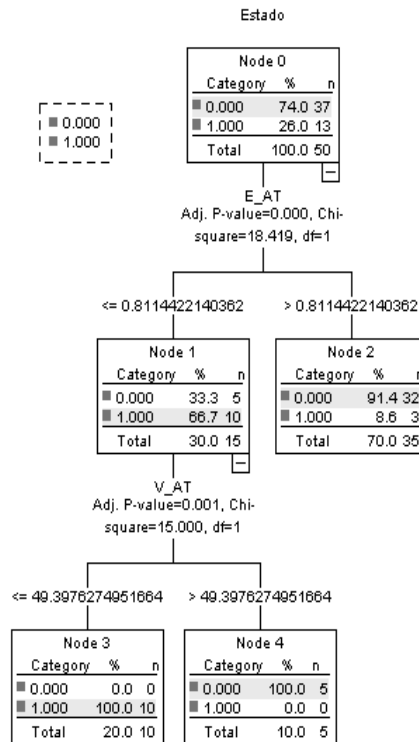 Estado
0.000
1.000
Node 0
Category % n
0.000 74.0 37
1.000 26.0 13
Total 100.0 50
E_AT
Adj. P-value=0.000, Chi-
square=18.419, df=1
<= 0.8114422140362
> 0.8114422140362
Node 1
Category % n
0.000 33.3 5
1.000 66.7 10
Total 30.0 15
Node 2
Category % n
0.000 91.4 32
1.000 8.6 3
Total 70.0 35
V_AT
Adj. P-value=0.001, Chi-
square=15.000, df=1
<= 49.3976274951664
> 49.3976274951664
Node 3
Category % n
0.000 0.0 0
1.000 100.0 10
Total 20.0 10
Node 4
Category % n
0.000 100.0 5
1.000 0.0 0
Total 10.0 5